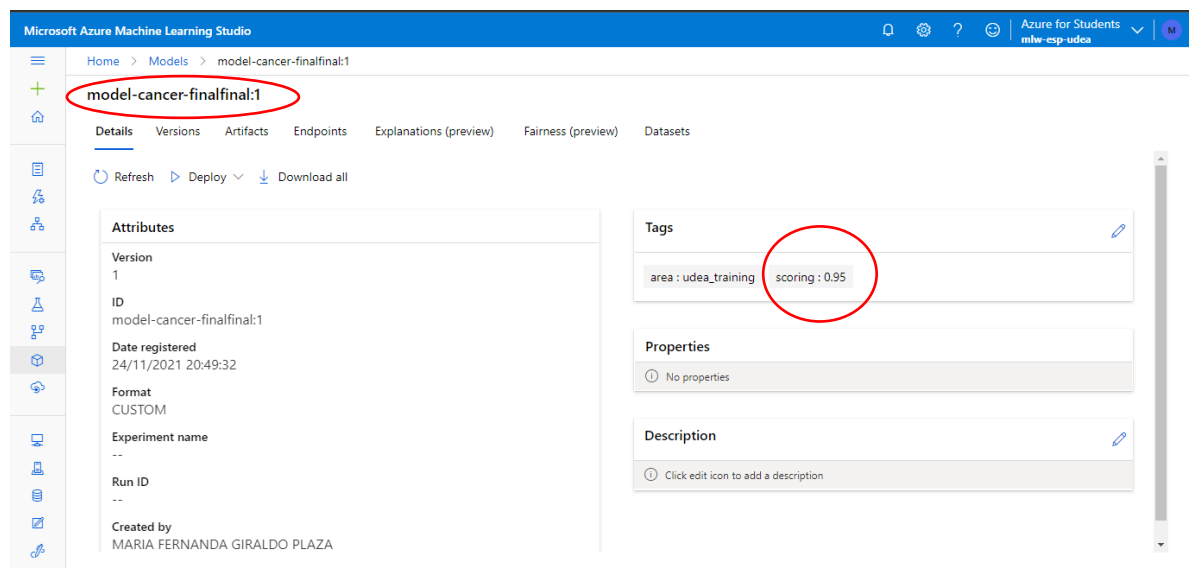 Microsoft Azure Machine Learning Studio
Azure for Students
mlw-esp-udea
M
Home > Models > model-cancer-finalfinal:1
model-cancer-finalfinal:1
Details Versions Artifacts Endpoints Explanations (preview) Fairness (preview) Datasets
Refresh Deploy Download all
Attributes
Version
1
ID
model-cancer-finalfinal:1
Date registered
24/11/2021 20:49:32
Format
CUSTOM
Experiment name
--
Run ID
--
Created by
MARIA FERNANDA GIRALDO PLAZA
Tags
area : udea_training scoring : 0.95
Properties
No properties
Description
Click edit icon to add a description